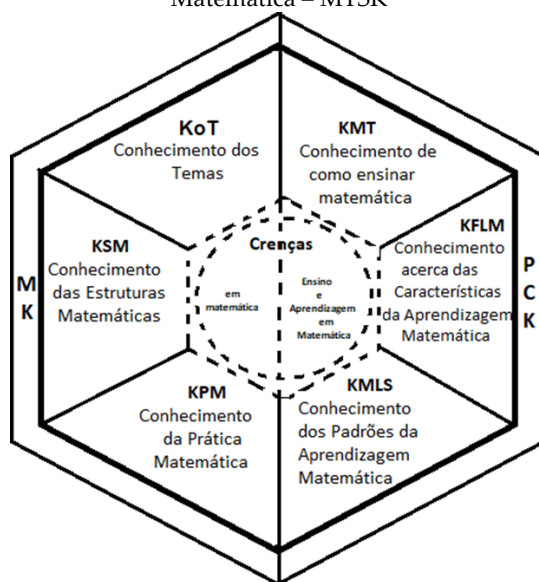 Matemática – MTSK
KoT
Conhecimento dos
Temas
KMT
Conhecimento de
como ensinar
matemática
KSM
Conhecimento
das Estruturas
Matemáticas
Crenças
em
matemática
Ensino
e
Aprendizagem
em
Matemática
KFLM
Conhecimento
acerca das
Características
da Aprendizagem
Matemática
M
K
P
C
K
KPM
Conhecimento
da Prática
Matemática
KMLS
Conhecimento
dos Padrões da
Aprendizagem
Matemática